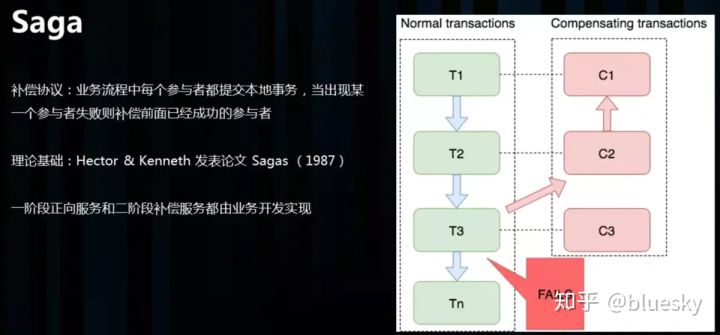 Saga
补偿协议：业务流程中每个参与者都提交本地事务，当出现某
一个参与者失败则补偿前面已经成功的参与者
理论基础：Hector & Kenneth 发表论文 Sagas （1987）
一阶段正向服务和二阶段补偿服务都由业务开发实现
Normal transactions
Compensating transactions
T1
C1
T2
C2
T3
C3
Tn
知乎 @bluesky